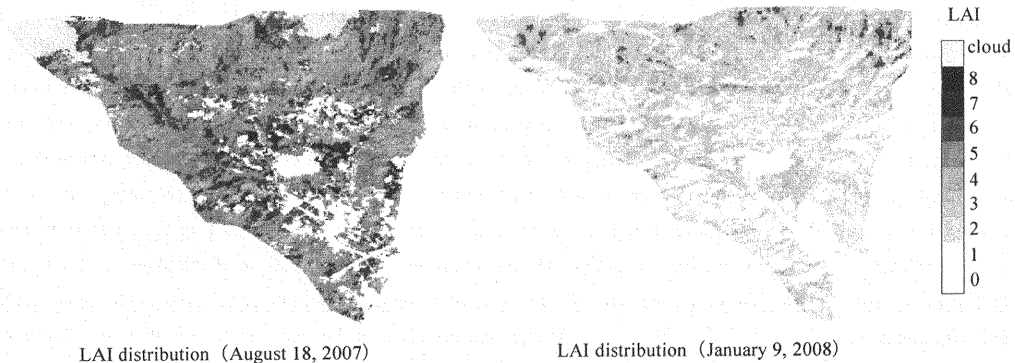 LAI
cloud
8
7
6
5
4
3
2
1
0
LAI distribution（August 18, 2007）
LAI distribution（January 9, 2008）